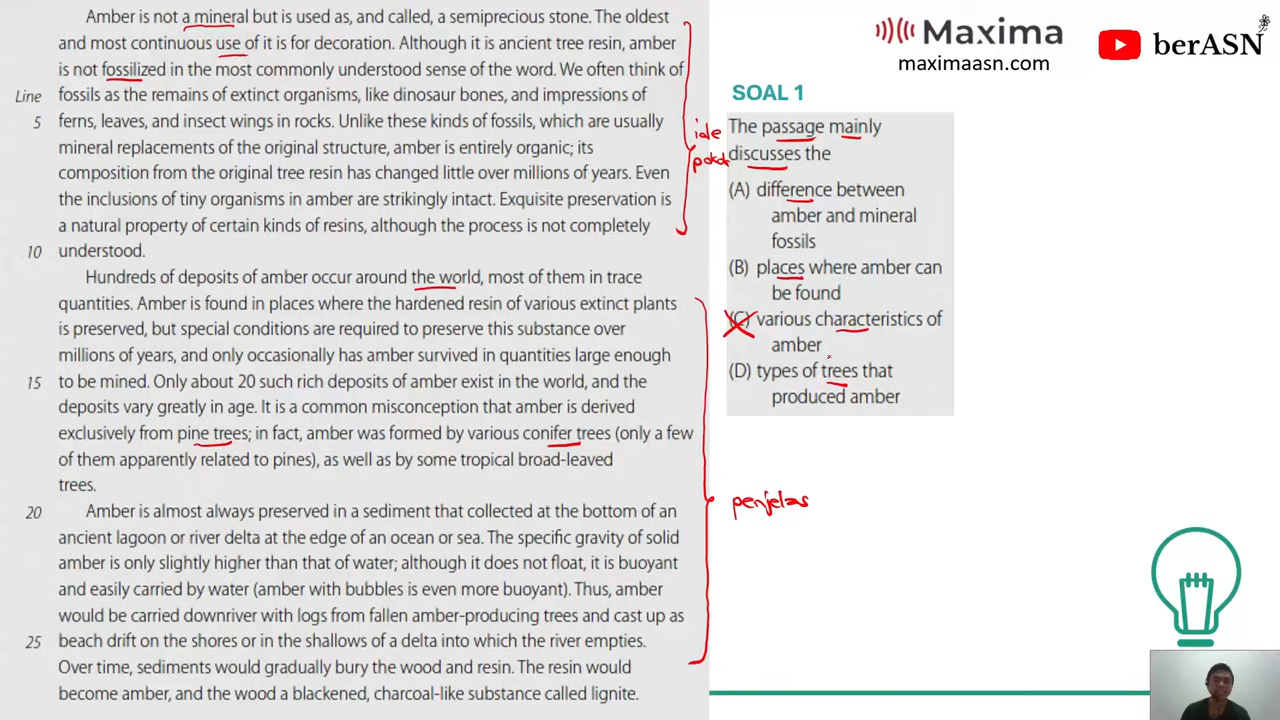 Amber is not a mineral but is used as, and called, a semiprecious stone. The oldest
and most continuous use of it is for decoration. Although it is ancient tree resin, amber
is not fossilized in the most commonly understood sense of the word. We often think of
Line fossils as the remains of extinct organisms, like dinosaur bones, and impressions of
5 ferns, leaves, and insect wings in rocks. Unlike these kinds of fossils, which are usually
mineral replacements of the original structure, amber is entirely organic; its
composition from the original tree resin has changed little over millions of years. Even
the inclusions of tiny organisms in amber are strikingly intact. Exquisite preservation is
a natural property of certain kinds of resins, although the process is not completely
10 understood.
Hundreds of deposits of amber occur around the world, most of them in trace
quantities. Amber is found in places where the hardened resin of various extinct plants
is preserved, but special conditions are required to preserve this substance over
millions of years, and only occasionally has amber survived in quantities large enough
15 to be mined. Only about 20 such rich deposits of amber exist in the world, and the
deposits vary greatly in age. It is a common misconception that amber is derived
exclusively from pine trees; in fact, amber was formed by various conifer trees (only a few
of them apparently related to pines), as well as by some tropical broad-leaved
trees.
20 Amber is almost always preserved in a sediment that collected at the bottom of an
ancient lagoon or river delta at the edge of an ocean or sea. The specific gravity of solid
amber is only slightly higher than that of water; although it does not float, it is buoyant
and easily carried by water (amber with bubbles is even more buoyant). Thus, amber
would be carried downriver with logs from fallen amber-producing trees and cast up as
25 beach drift on the shores or in the shallows of a delta into which the river empties.
Over time, sediments would gradually bury the wood and resin. The resin would
become amber, and the wood a blackened, charcoal-like substance called lignite.
ide
pokok
penjelas
Maxima
maximaasn.com
berASN
SOAL 1
The passage mainly
discusses the
(A) difference between
amber and mineral
fossils
(B) places where amber can
be found
(C) various characteristics of
amber
(D) types of trees that
produced amber